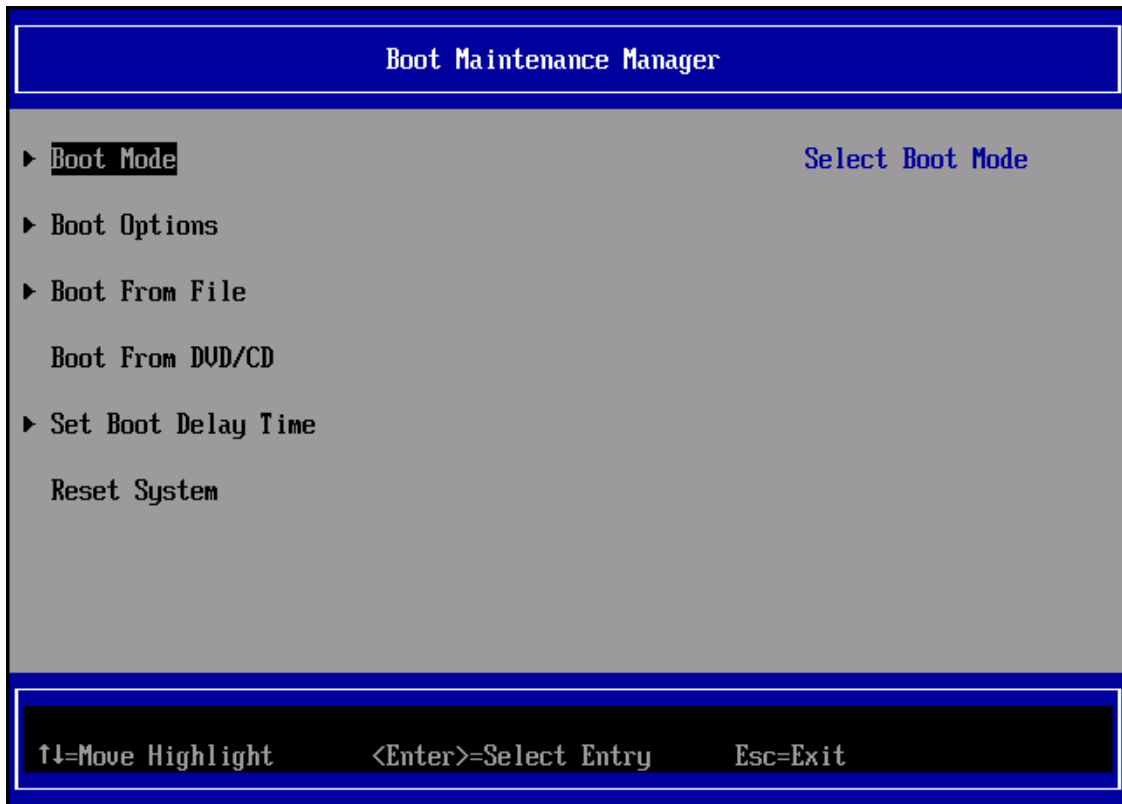 Boot Maintenance Manager
▶ Boot Mode
Select Boot Mode
▶ Boot Options
▶ Boot From File
Boot From DVD/CD
▶ Set Boot Delay Time
Reset System
↑↓=Move Highlight <Enter>=Select Entry Esc=Exit